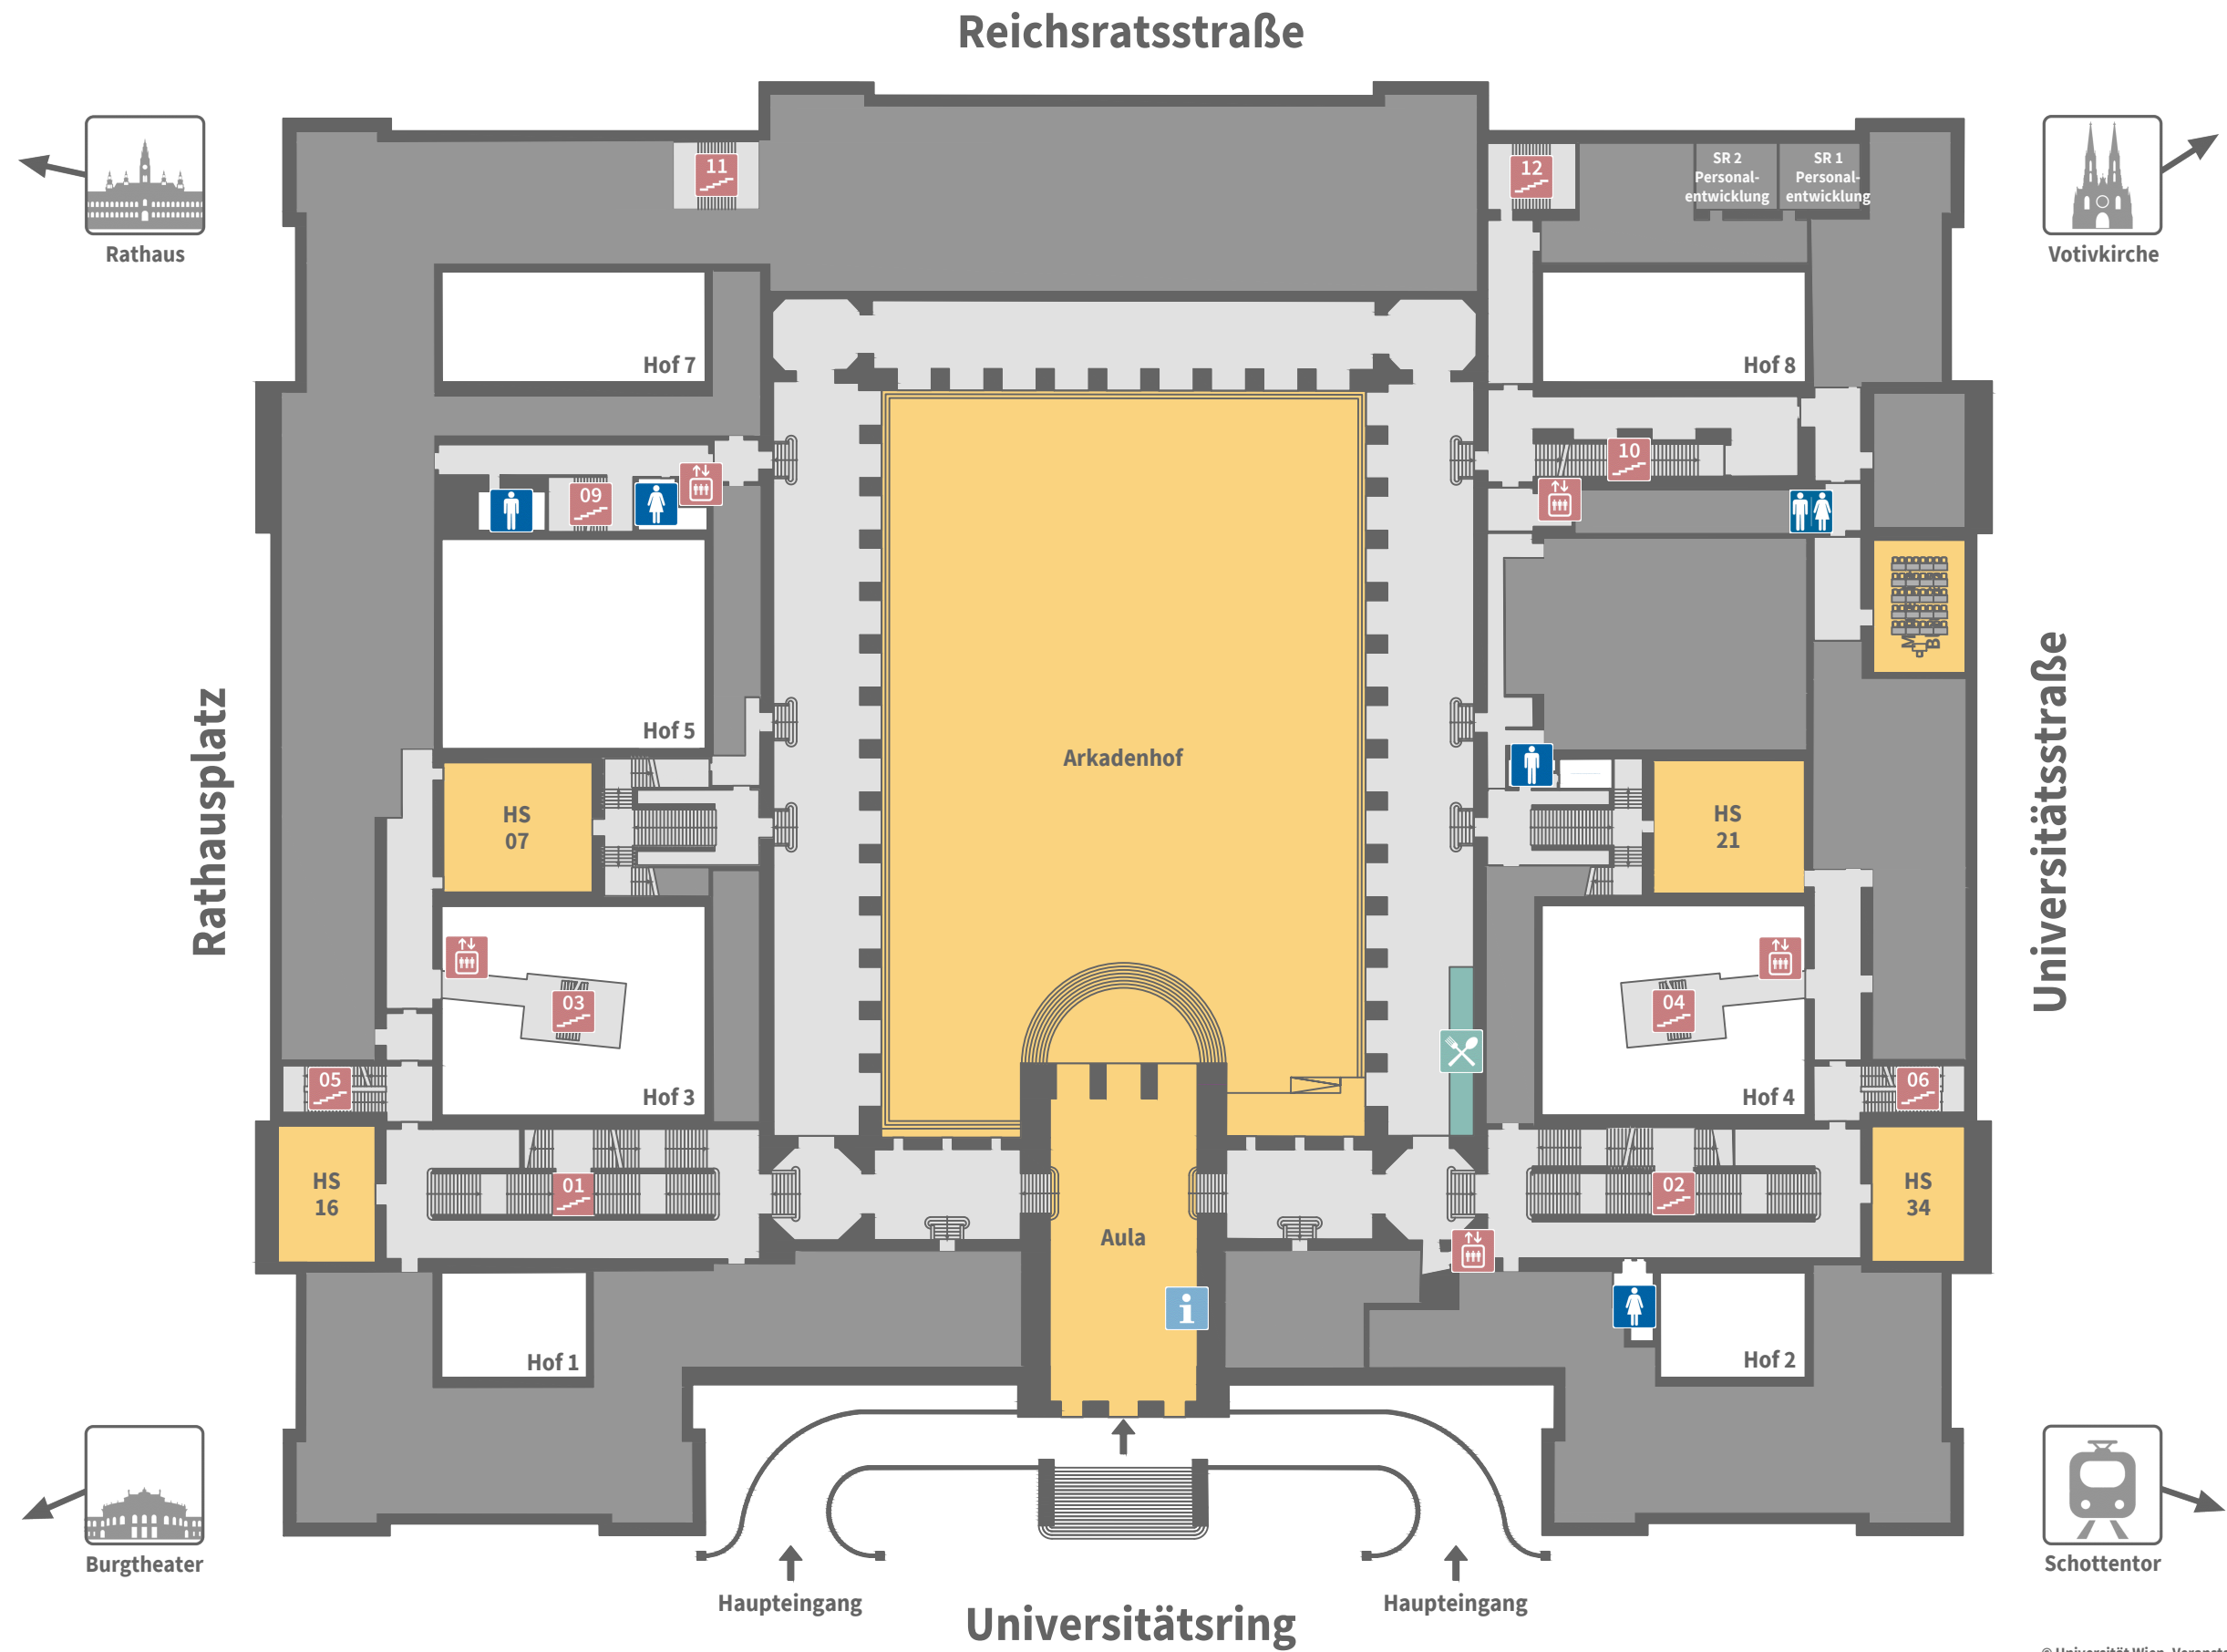 Reichsratsstraße
Rathaus
Votivkirche
11
12
SR 2
Personal-
entwicklung
SR 1
Personal-
entwicklung
Hof 7
Hof 8
09
10
Hof 5
Arkadenhof
Rathausplatz
Universitätsstraße
HS
07
HS
21
03
04
Hof 3
Hof 4
05
06
HS
16
01
02
HS
34
Aula
i
Hof 1
Hof 2
Burgtheater
Schottentor
Haupteingang
Haupteingang
Universitätsring